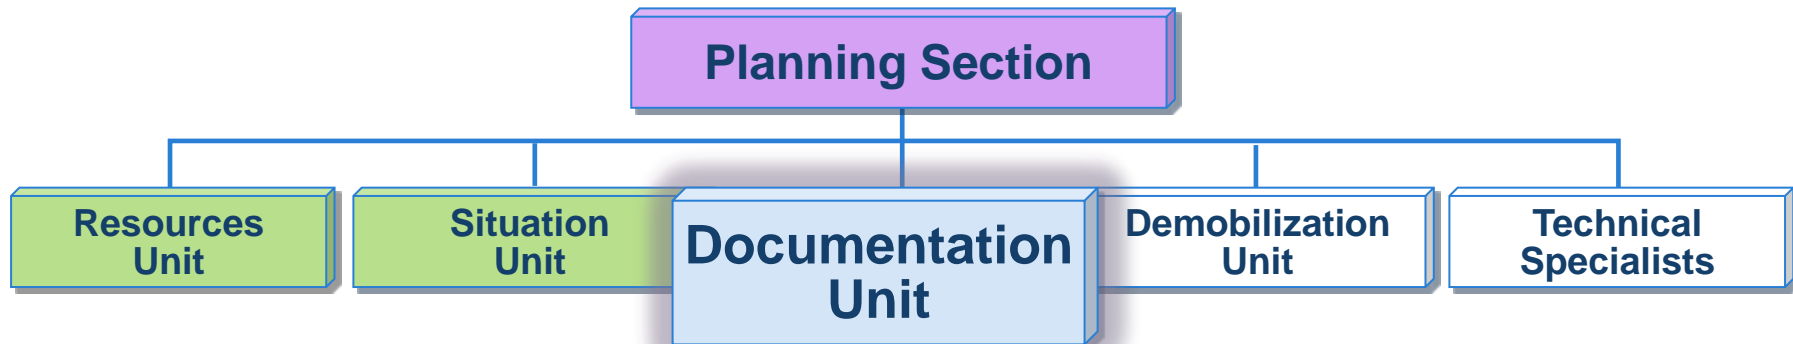 Planning Section
Resources
Unit
Situation
Unit
Documentation
Unit
Demobilization
Unit
Technical
Specialists